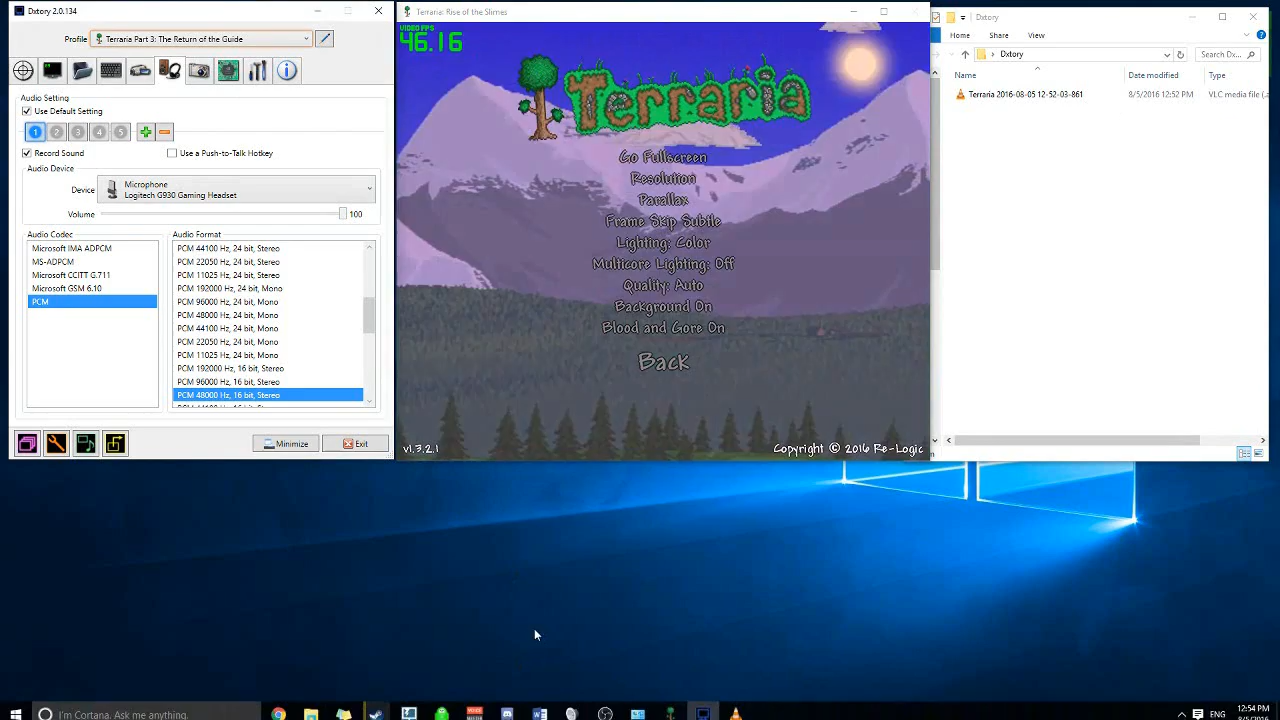 Dxtory 2.0.134
Profile
Terraria Part 3: The Return of the Guide
Audio Setting
Use Default Setting
1 2 3 4 5
Record Sound
Use a Push-to-Talk Hotkey
Audio Device
Device
Microphone
Logitech G930 Gaming Headset
Volume
100
Audio Codec
Microsoft IMA ADPCM
MS-ADPCM
Microsoft CCITT G.711
Microsoft GSM 6.10
PCM
Audio Format
PCM 44100 Hz, 24 bit, Stereo
PCM 22050 Hz, 24 bit, Stereo
PCM 11025 Hz, 24 bit, Stereo
PCM 192000 Hz, 24 bit, Mono
PCM 96000 Hz, 24 bit, Mono
PCM 48000 Hz, 24 bit, Mono
PCM 44100 Hz, 24 bit, Mono
PCM 22050 Hz, 24 bit, Mono
PCM 11025 Hz, 24 bit, Mono
PCM 192000 Hz, 16 bit, Stereo
PCM 96000 Hz, 16 bit, Stereo
PCM 48000 Hz, 16 bit, Stereo
Minimize
Exit
Terraria: Rise of the Slimes
VIDEO FPS
46.16
Terraria
Go Fullscreen
Resolution
Parallax
Frame Skip Subtle
Lighting: Color
Multicore Lighting: Off
Quality: Auto
Background On
Blood and Gore On
Back
v1.3.2.1
Copyright © 2016 Re-Logic
Dxtory
Home Share View
Dxtory
Search Dx...
Name Date modified Type
Terraria 2016-08-05 12-52-03-861 8/5/2016 12:52 PM VLC media file (.a
I'm Cortana. Ask me anything.
ENG
12:54 PM
8/5/2016